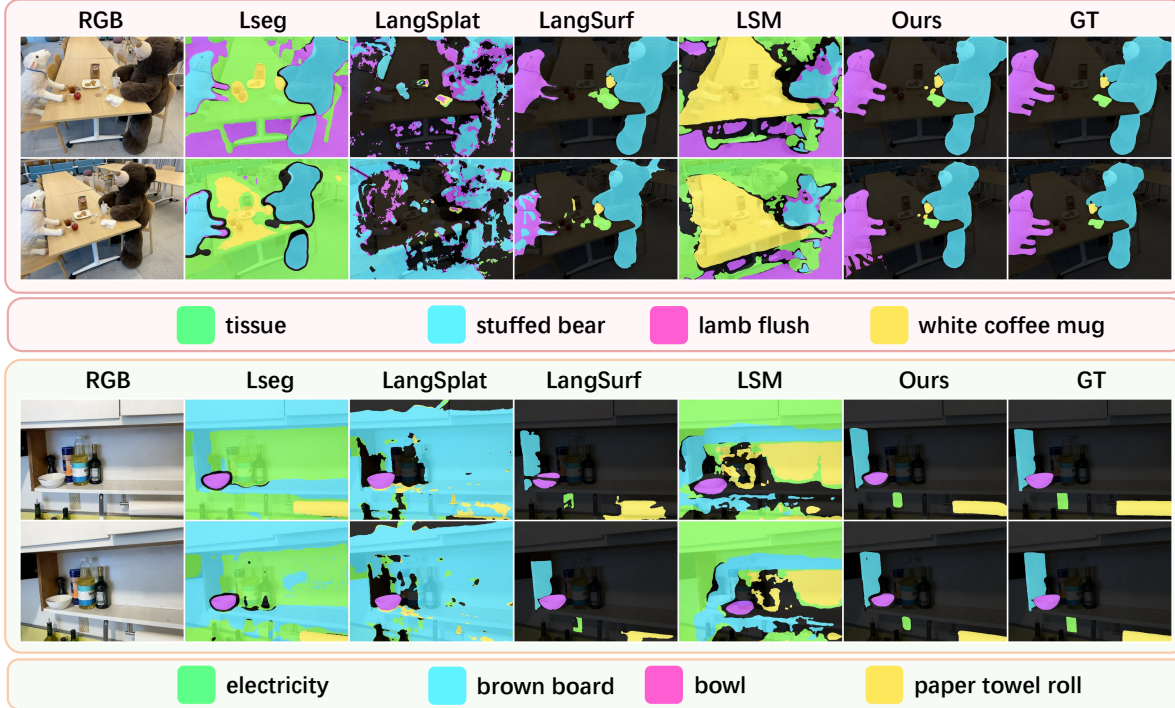 RGB Lseg LangSplat LangSurf LSM Ours GT
tissue stuffed bear lamb flush white coffee mug
RGB Lseg LangSplat LangSurf LSM Ours GT
electricity brown board bowl paper towel roll